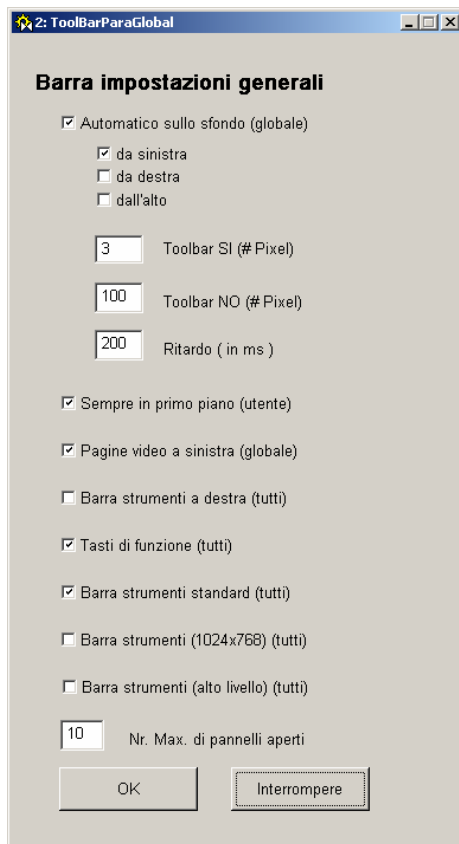 2: ToolBarParaGlobal
Barra impostazioni generali
Automatico sullo sfondo (globale)
da sinistra
da destra
dall'alto
3 Toolbar SI (# Pixel)
100 Toolbar NO (# Pixel)
200 Ritardo ( in ms )
Sempre in primo piano (utente)
Pagine video a sinistra (globale)
Barra strumenti a destra (tutti)
Tasti di funzione (tutti)
Barra strumenti standard (tutti)
Barra strumenti (1024x768) (tutti)
Barra strumenti (alto livello) (tutti)
10 Nr. Max. di pannelli aperti
OK Interrompere